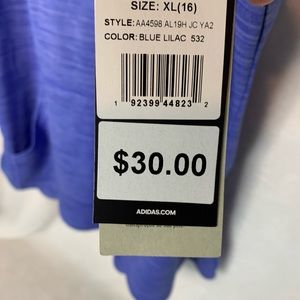 SIZE: XL(16)
STYLE: AA4598 AL19H JC YA2
COLOR: BLUE LILAC 532
1 92399 44823 2
$30.00
ADIDAS.COM